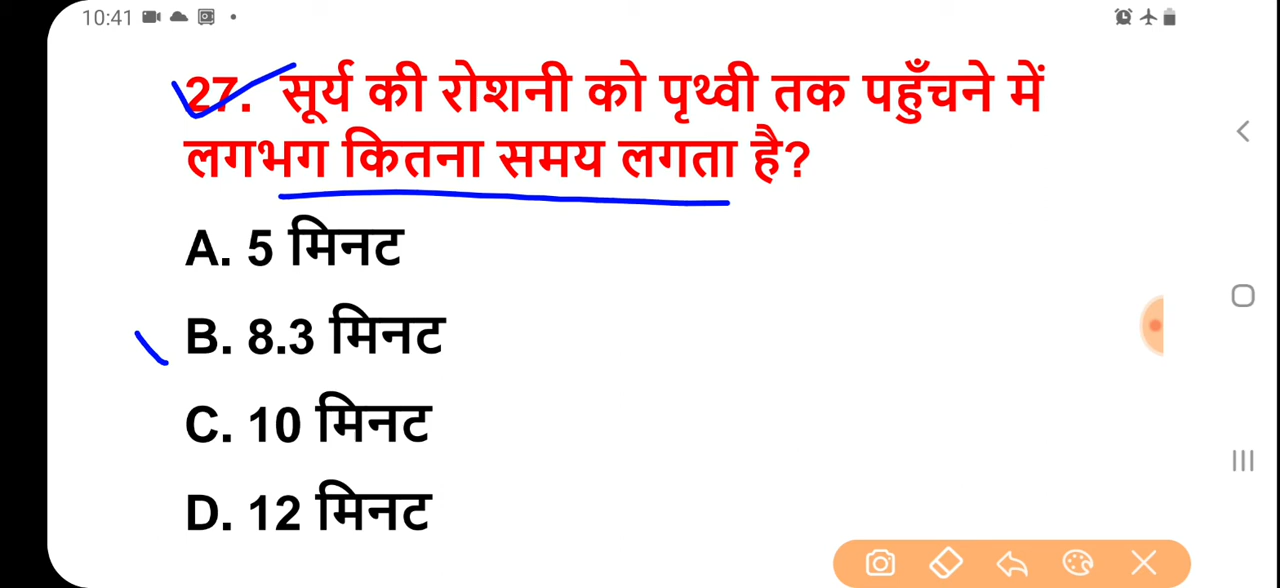 10:41
27. सूर्य की रोशनी को पृथ्वी तक पहुँचने में
लगभग कितना समय लगता है?
A. 5 मिनट
B. 8.3 मिनट
C. 10 मिनट
D. 12 मिनट